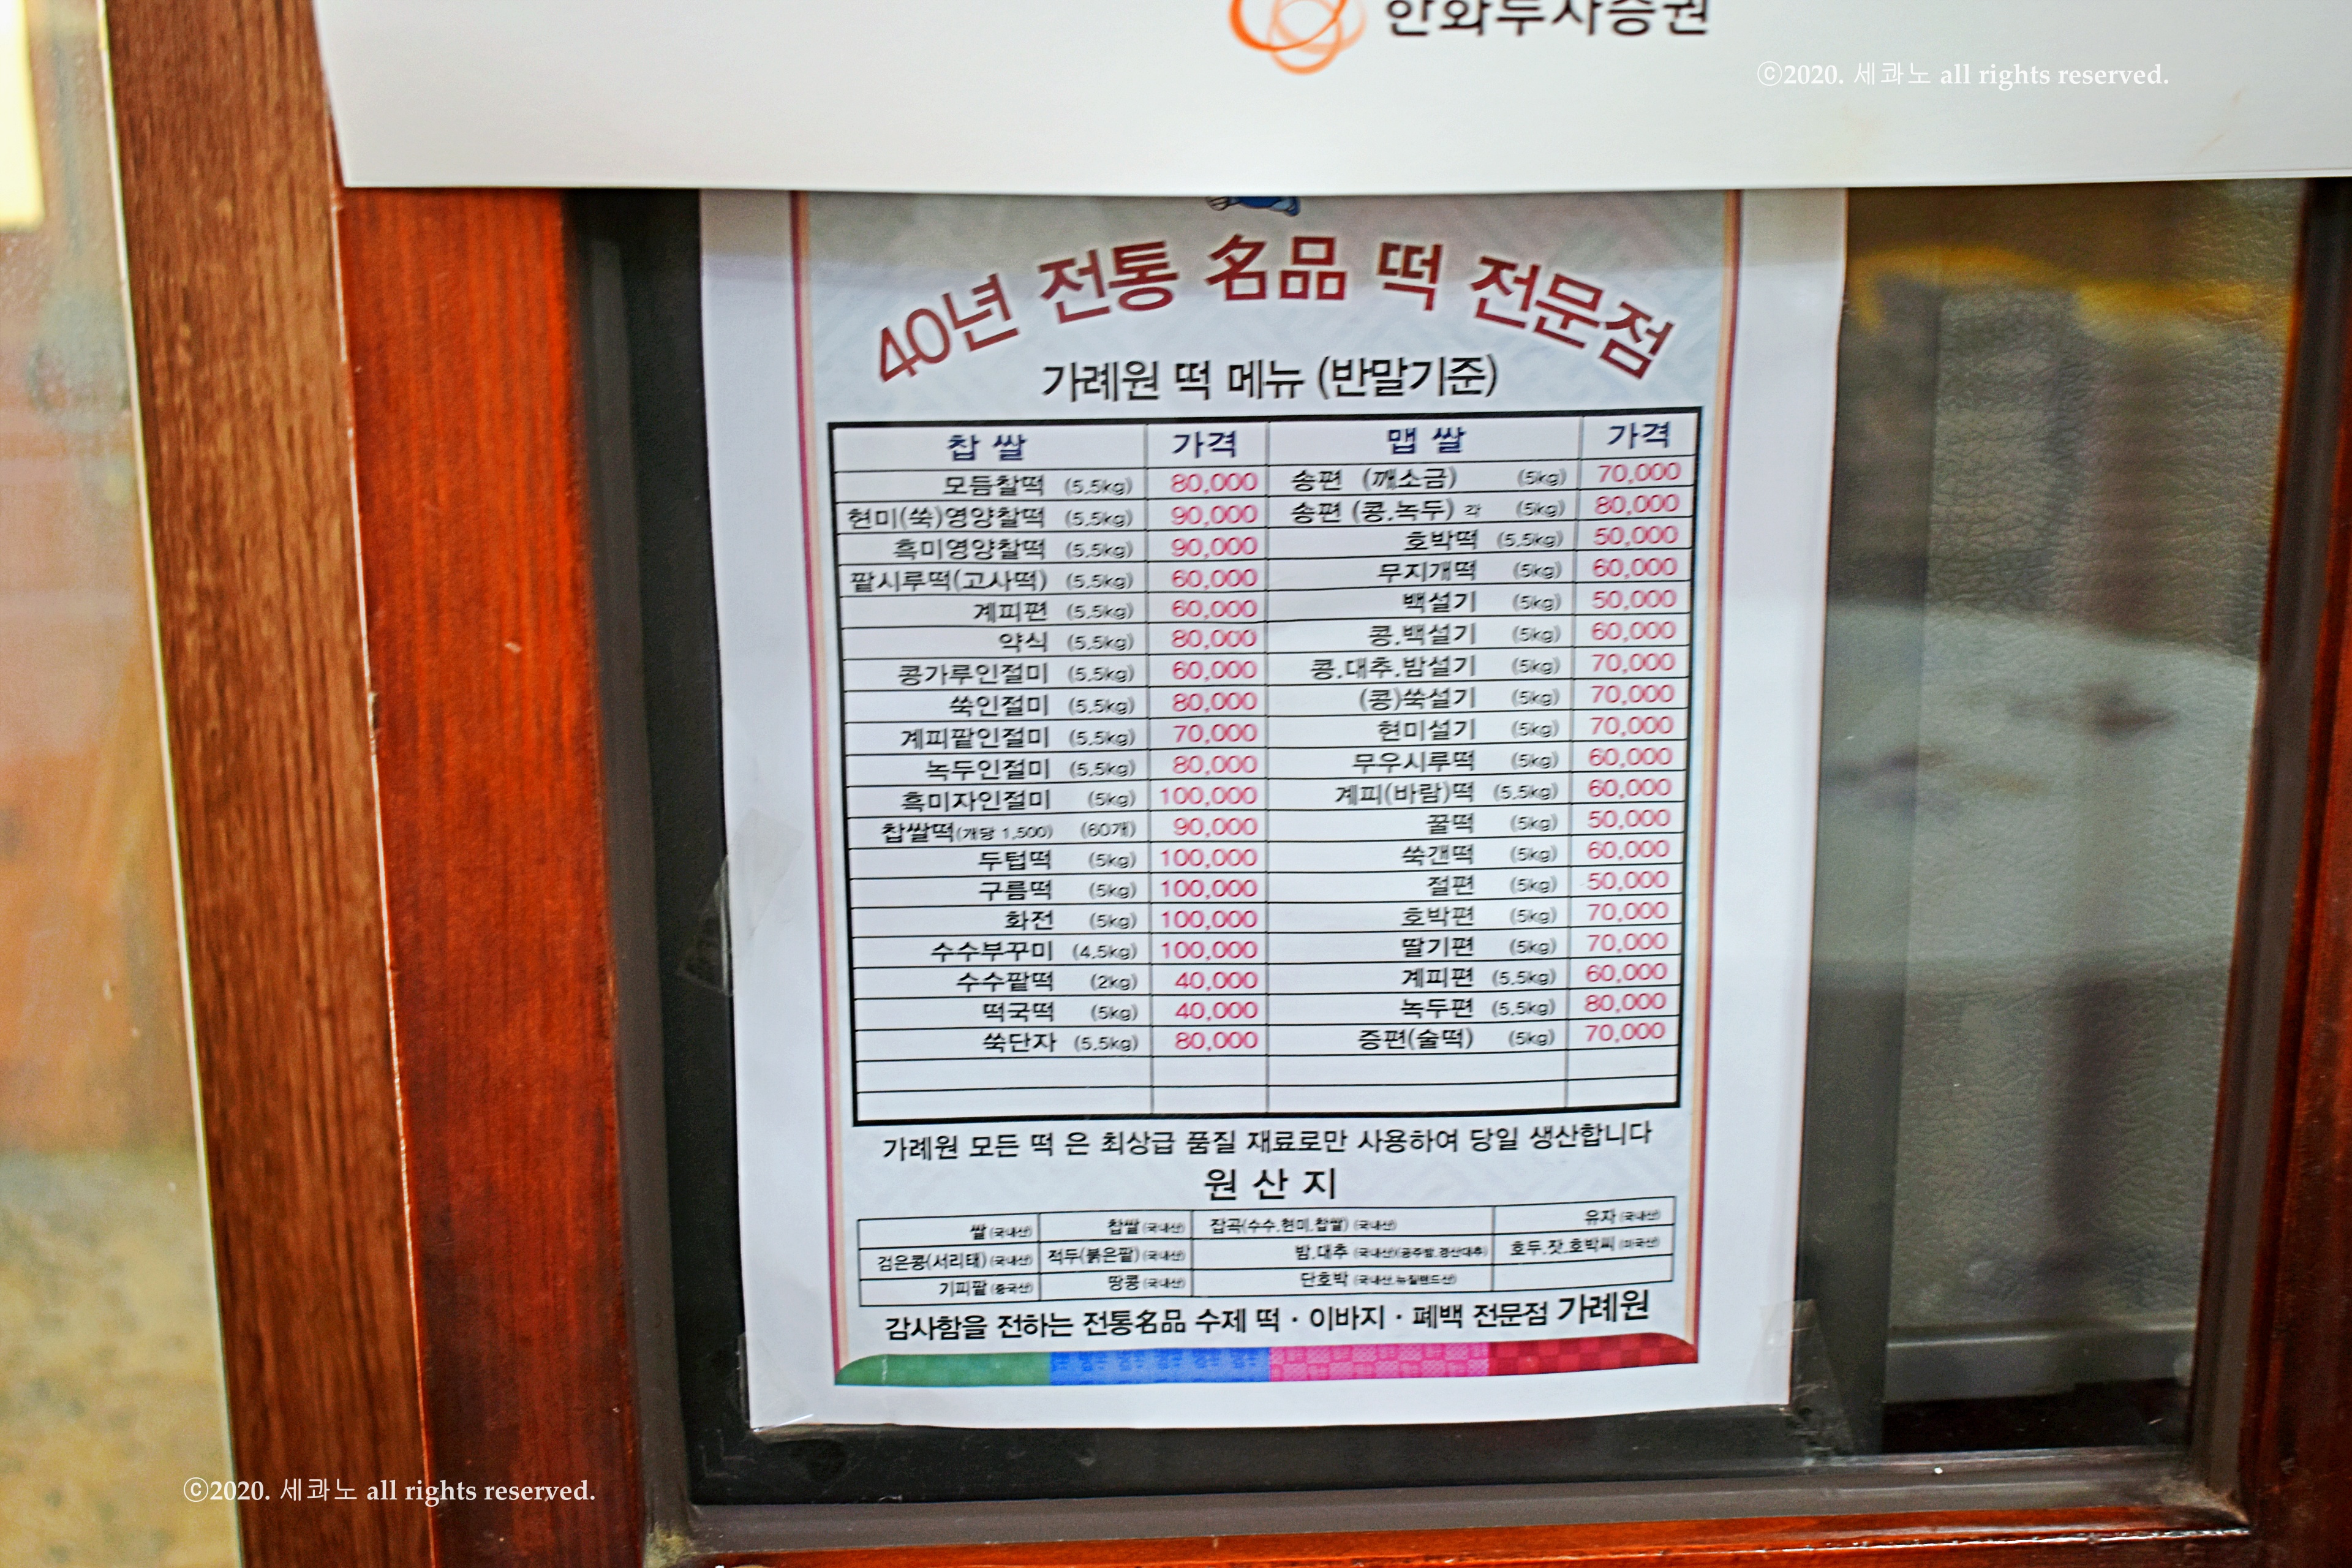 한화투자증권
ⓒ2020. 세콰노 all rights reserved.
40년 전통 名品 떡 전문점
가례원 떡 메뉴 (반말기준)
찹 쌀 가격 맵 쌀 가격
모듬찰떡 (5.5kg) 80,000 송편 (깨소금) (5kg) 70,000
현미(쑥)영양찰떡 (5.5kg) 90,000 송편 (콩.녹두) 각 (5kg) 80,000
흑미영양찰떡 (5.5kg) 90,000 호박떡 (5.5kg) 50,000
팥시루떡(고사떡) (5.5kg) 60,000 무지개떡 (5kg) 60,000
계피편 (5.5kg) 60,000 백설기 (5kg) 50,000
약식 (5.5kg) 80,000 콩.백설기 (5kg) 60,000
콩가루인절미 (5.5kg) 60,000 콩.대추.밤설기 (5kg) 70,000
쑥인절미 (5.5kg) 80,000 (콩)쑥설기 (5kg) 70,000
계피팥인절미 (5.5kg) 70,000 현미설기 (5kg) 70,000
녹두인절미 (5.5kg) 80,000 무우시루떡 (5kg) 60,000
흑미자인절미 (5kg) 100,000 계피(바람)떡 (5.5kg) 60,000
찹쌀떡(개당 1,500) (60개) 90,000 꿀떡 (5kg) 50,000
두텁떡 (5kg) 100,000 쑥갠떡 (5kg) 60,000
구름떡 (5kg) 100,000 절편 (5kg) 50,000
화전 (5kg) 100,000 호박편 (5kg) 70,000
수수부꾸미 (4.5kg) 100,000 딸기편 (5kg) 70,000
수수팥떡 (2kg) 40,000 계피편 (5.5kg) 60,000
떡국떡 (5kg) 40,000 녹두편 (5.5kg) 80,000
쑥단자 (5.5kg) 80,000 증편(술떡) (5kg) 70,000
가례원 모든 떡 은 최상급 품질 재료로만 사용하여 당일 생산합니다
원 산 지
쌀 (국내산) 찹쌀 (국내산) 잡곡(수수.현미.찹쌀) (국내산) 유자 (국내산)
검은콩(서리태) (국내산) 적두(붉은팥) (국내산) 밤.대추 (국내산)(공주밤.경산대추) 호두.잣.호박씨 (미국산)
기피팥 (중국산) 땅콩 (국내산) 단호박 (국내산.뉴질랜드산)
감사함을 전하는 전통名品 수제 떡 · 이바지 · 폐백 전문점 가례원
ⓒ2020. 세콰노 all rights reserved.